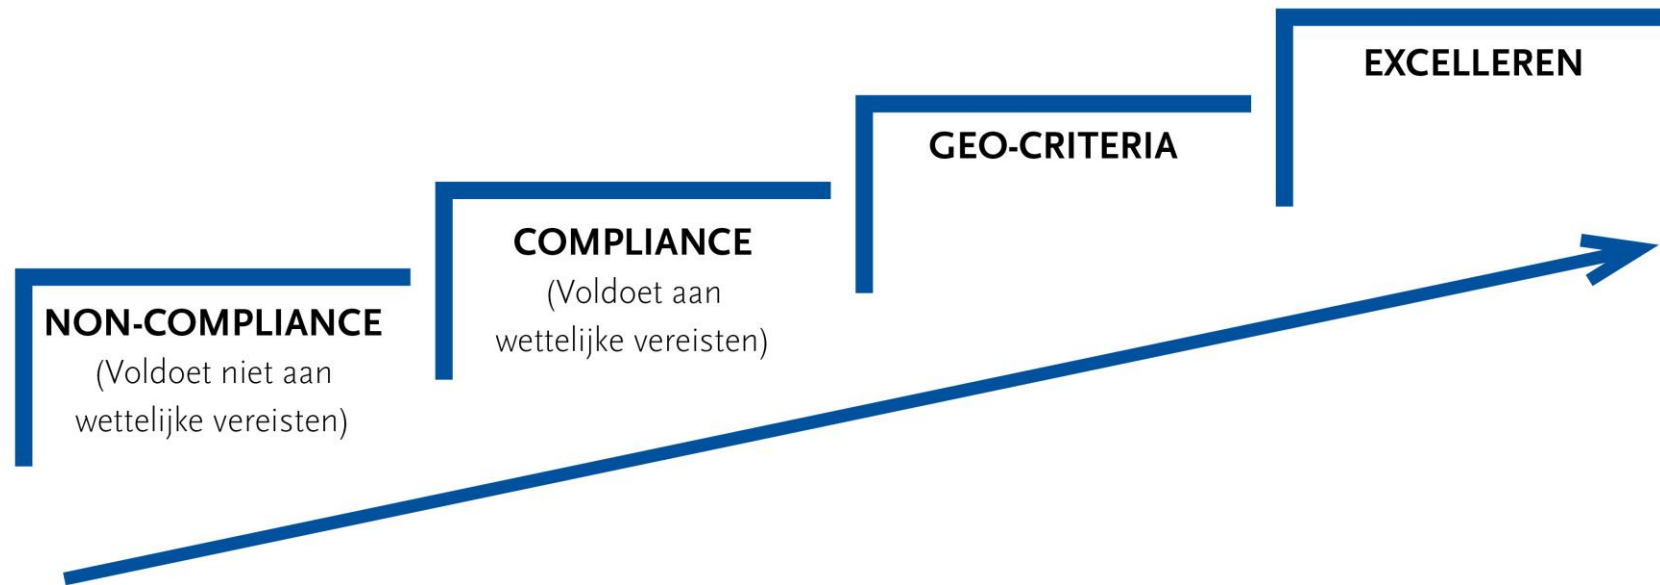 NON-COMPLIANCE
(Voldoet niet aan
wettelijke vereisten)
COMPLIANCE
(Voldoet aan
wettelijke vereisten)
GEO-CRITERIA
EXCELLEREN